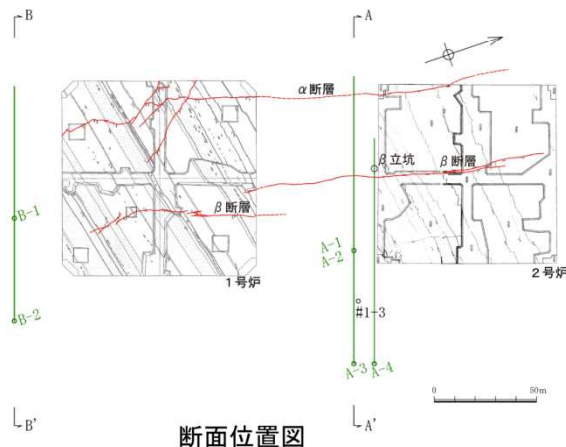 B
A
α断層
β立坑
β断層
B-1
β断層
A-1
A-2
1号炉
2号炉
#1-3
B-2
A-3
A-4
0
50m
B'
A'
断面位置図